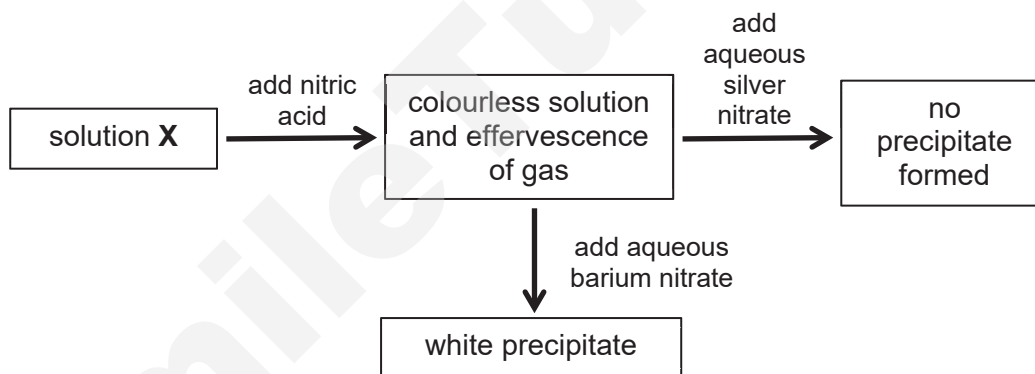 solution X
add nitric
acid
colourless solution
and effervescence
of gas
add
aqueous
silver
nitrate
no
precipitate
formed
add aqueous
barium nitrate
white precipitate